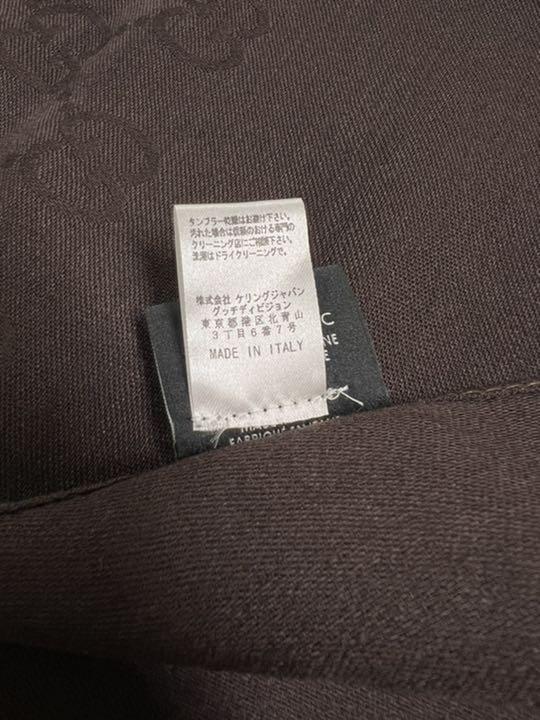 タンブラー乾燥はお避け下さい。
汚れた場合は信頼のおける専門の
クリーニング店にご相談下さい。
洗濯はドライクリーニングで。
株式会社 ケリングジャパン
グッチディビジョン
東京都港区北青山
3丁目6番7号
MADE IN ITALY
C
NE
E
FABRIQUÉ EN